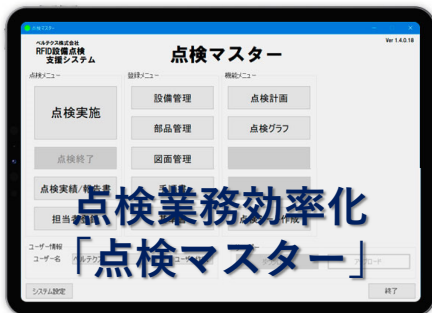 点検マスター
ベルテクス株式会社
RFID設備点検
支援システム
点検マスター
Ver 1.4.0.18
点検メニュー
登録メニュー
機能メニュー
点検実施
設備管理
点検計画
部品管理
点検グラフ
点検終了
図面管理
点検実績/報告書
点検業務効率化
「点検マスター」
ユーザー情報
ユーザー名
システム設定
終了